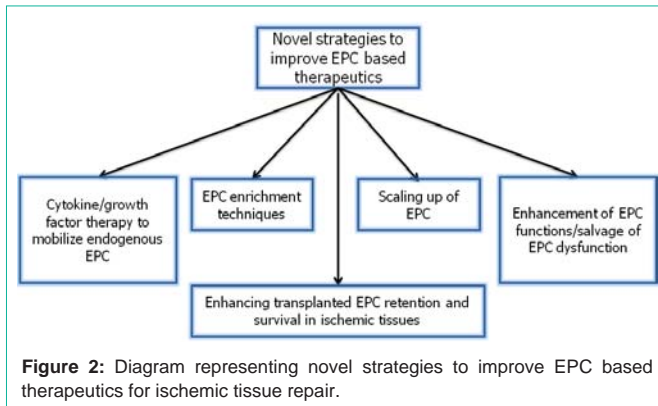 Novel strategies to
improve EPC based
therapeutics
Cytokine/growth
factor therapy to
mobilize endogenous
EPC
EPC enrichment
techniques
Scaling up of
EPC
Enhancement of EPC
functions/salvage of
EPC dysfunction
Enhancing transplanted EPC retention and
survival in ischemic tissues
Figure 2: Diagram representing novel strategies to improve EPC based
therapeutics for ischemic tissue repair.